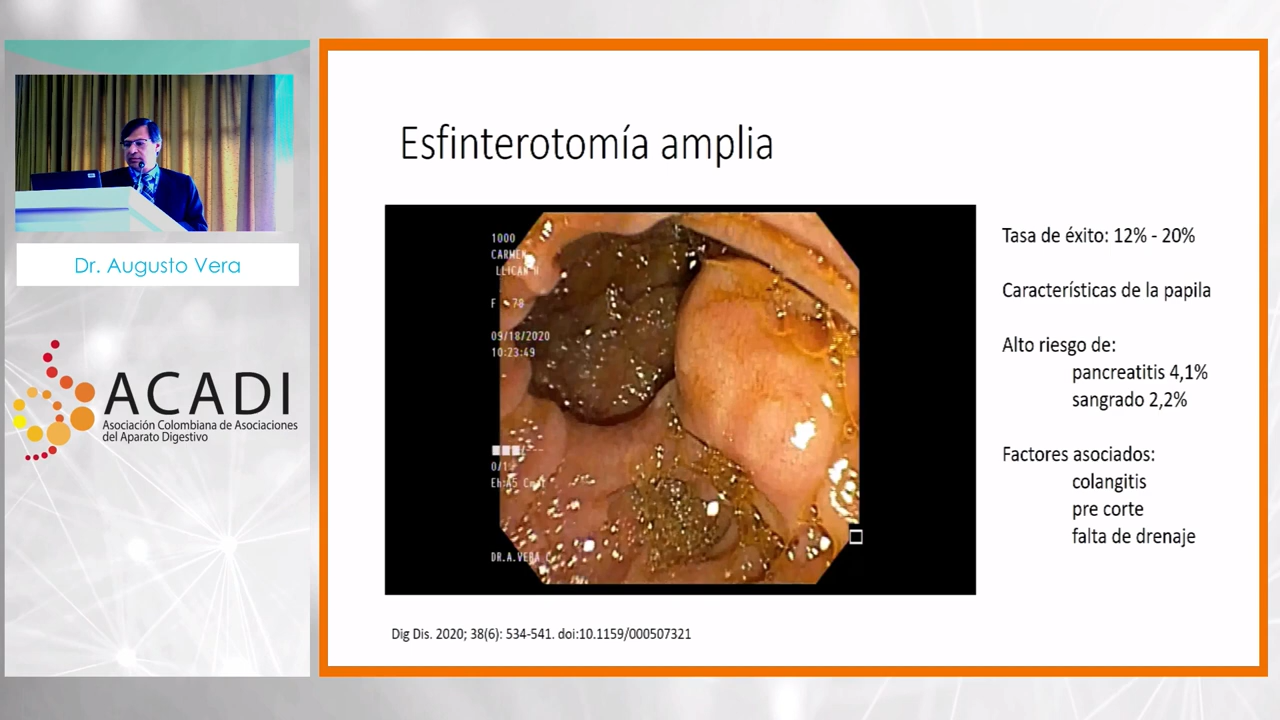 Esfinterotomía amplia
1000
CARMEN
F
78
09/18/2020
10:23:49
DR.A.VERA C
Tasa de éxito: 12% - 20%
Características de la papila
Alto riesgo de:
pancreatitis 4,1%
sangrado 2,2%
Factores asociados:
colangitis
pre corte
falta de drenaje
Dig Dis. 2020; 38(6): 534-541. doi:10.1159/000507321
Dr. Augusto Vera
ACADI
Asociación Colombiana de Asociaciones
del Aparato Digestivo